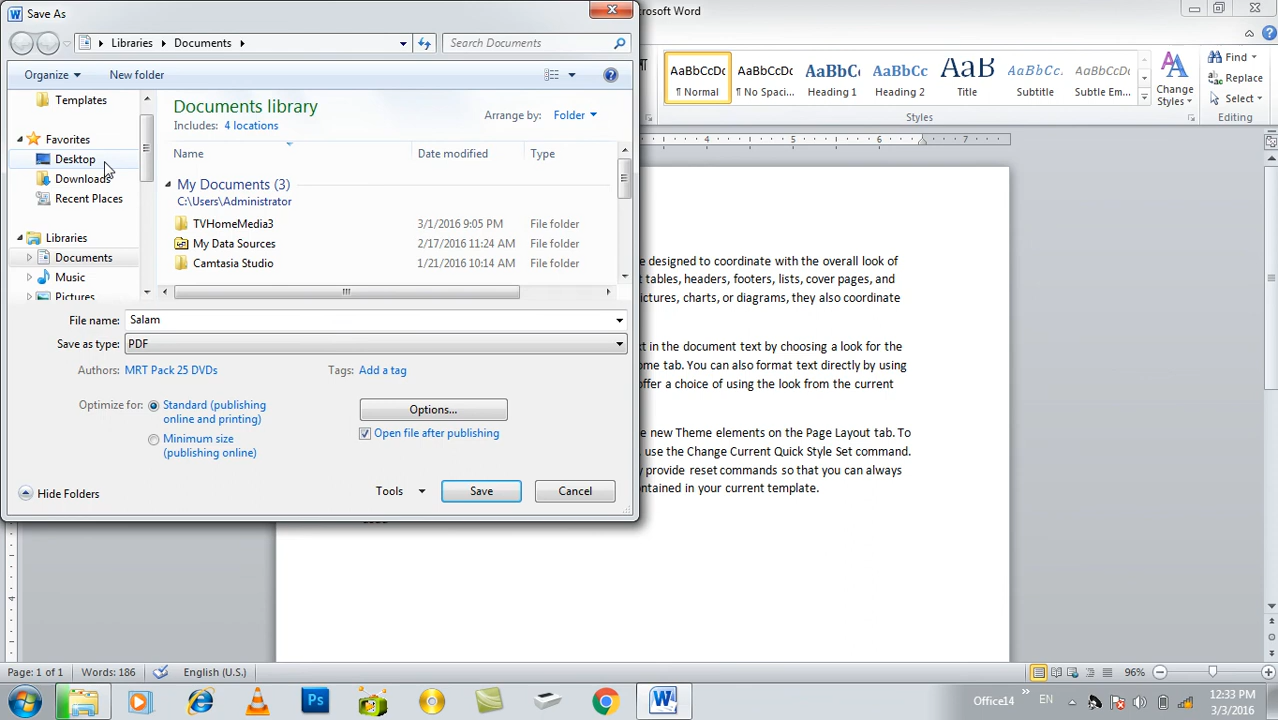 Save As
rosoft Word
Libraries
Documents
Search Documents
Organize
New folder
Templates
Favorites
Desktop
Downloads
Recent Places
Libraries
Documents
Music
Pictures
Documents library
Includes: 4 locations
Arrange by: Folder
Name
Date modified
Type
My Documents (3)
C:\Users\Administrator
TVHomeMedia3 3/1/2016 9:05 PM File folder
My Data Sources 2/17/2016 11:24 AM File folder
Camtasia Studio 1/21/2016 10:14 AM File folder
File name: Salam
Save as type: PDF
Authors: MRT Pack 25 DVDs
Tags: Add a tag
Optimize for: Standard (publishing
online and printing)
Minimum size
(publishing online)
Options...
Open file after publishing
Hide Folders
Tools
Save
Cancel
AaBbCcDc
¶ Normal
AaBbCcDc
¶ No Spaci...
AaBbCc
Heading 1
AaBbCc
Heading 2
AaB
Title
AaBbCc.
Subtitle
AaBbCcDc
Subtle Em...
Change
Styles
Find
Replace
Select
Styles
Editing
e designed to coordinate with the overall look of
t tables, headers, footers, lists, cover pages, and
ictures, charts, or diagrams, they also coordinate
xt in the document text by choosing a look for the
ome tab. You can also format text directly by using
offer a choice of using the look from the current
e new Theme elements on the Page Layout tab. To
use the Change Current Quick Style Set command.
y provide reset commands so that you can always
ontained in your current template.
Page: 1 of 1
Words: 186
English (U.S.)
96%
Office14
EN
12:33 PM
3/3/2016